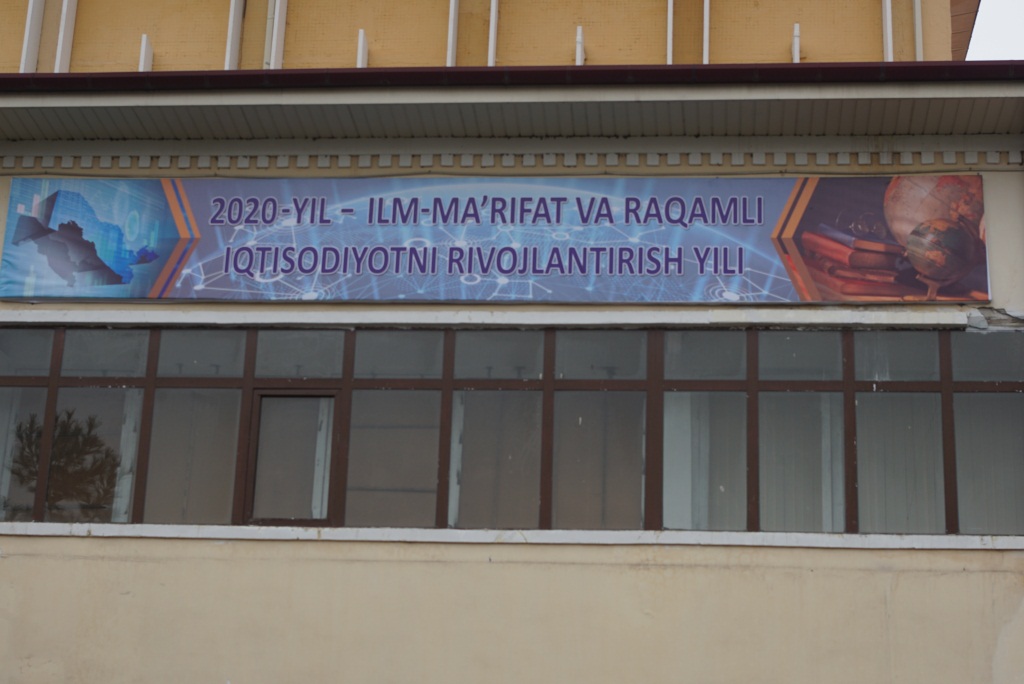 2020-YIL – ILM-MA’RIFAT VA RAQAMLI
IQTISODIYOTNI RIVOJLANTIRISH YILI